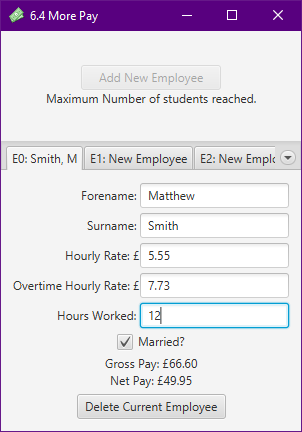 6.4 More Pay
Add New Employee
Maximum Number of students reached.
E0: Smith, M E1: New Employee E2: New Emplo
Forename: Matthew
Surname: Smith
Hourly Rate: £ 5.55
Overtime Hourly Rate: £ 7.73
Hours Worked: 12
Married?
Gross Pay: £66.60
Net Pay: £49.95
Delete Current Employee